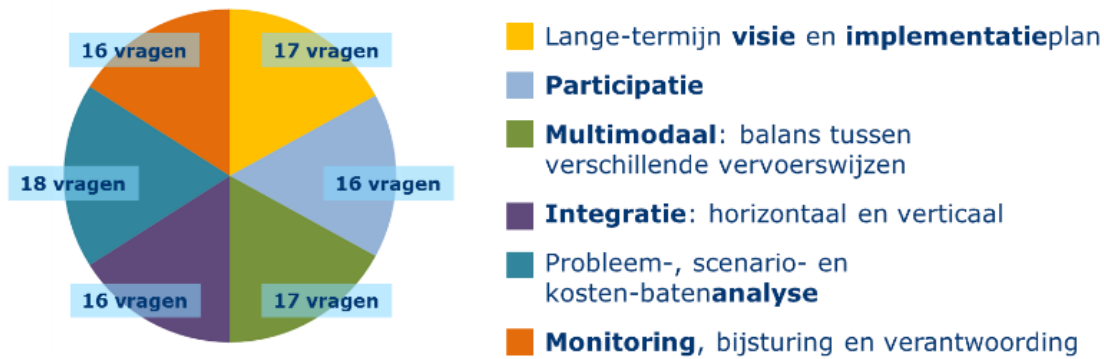 16 vragen
17 vragen
18 vragen
16 vragen
16 vragen
17 vragen
Lange-termijn visie en implementatieplan
Participatie
Multimodaal: balans tussen
verschillende vervoerswijzen
Integratie: horizontaal en verticaal
Probleem-, scenario- en
kosten-batenanalyse
Monitoring, bijsturing en verantwoording